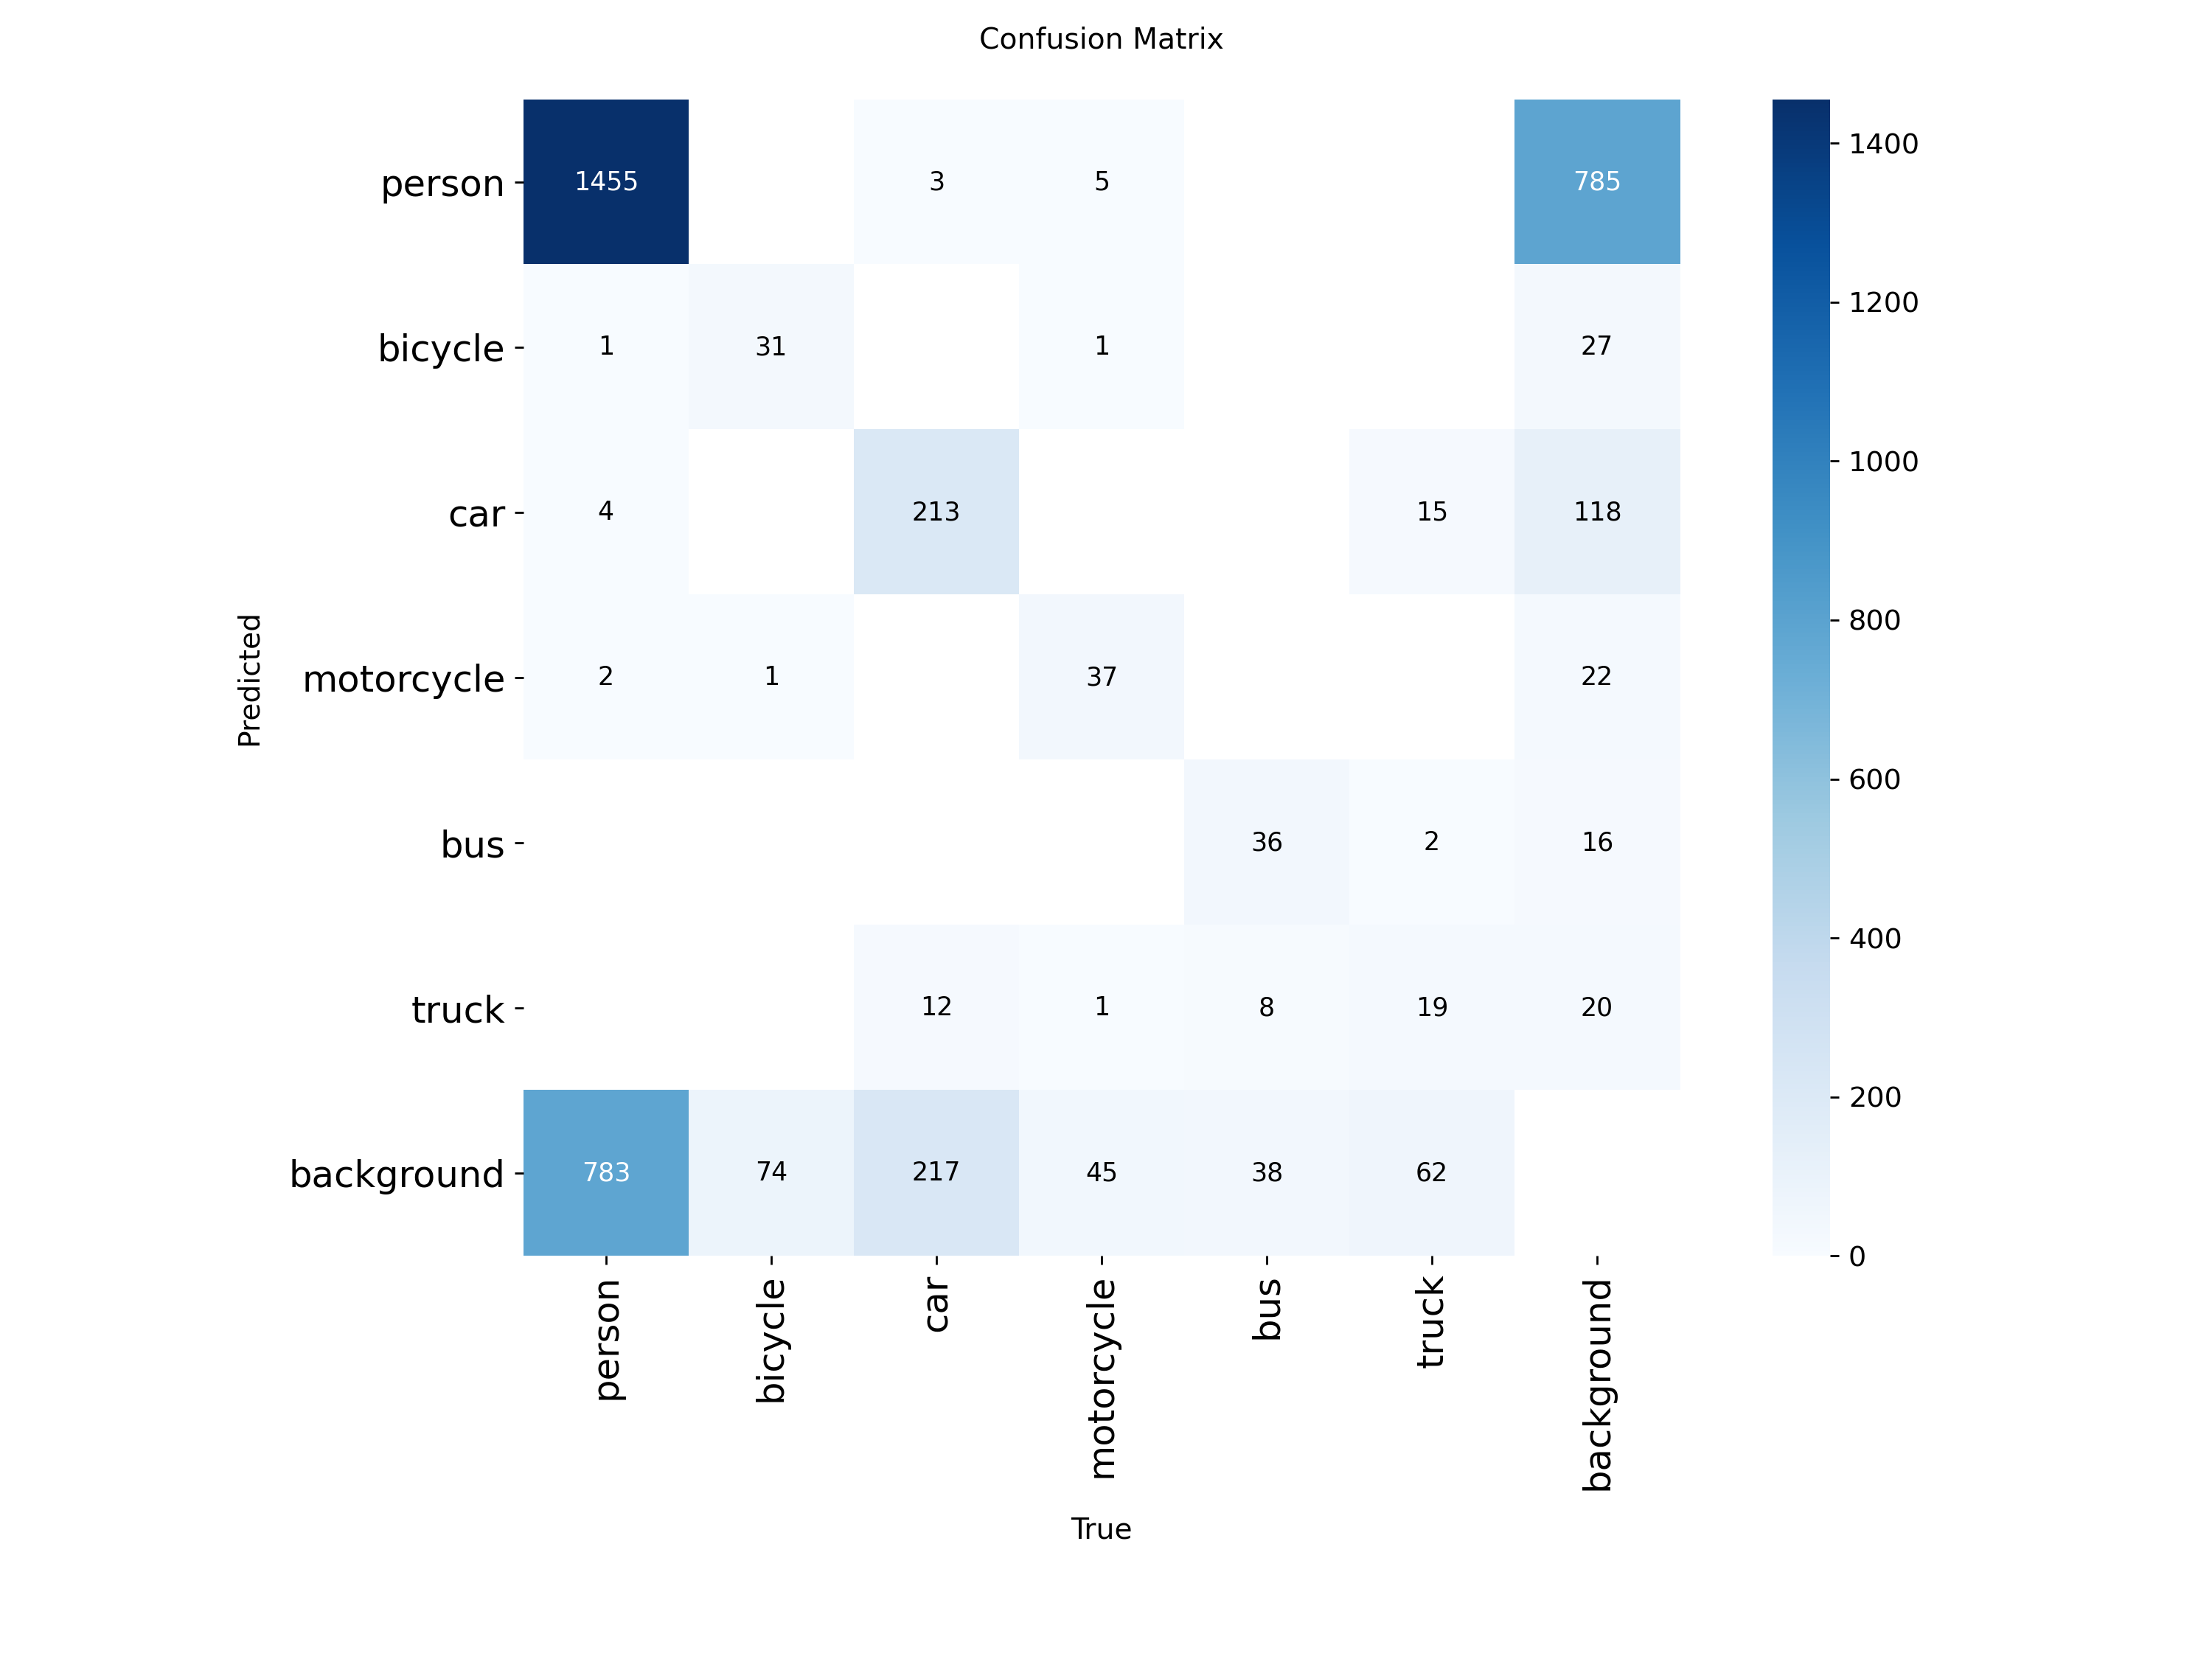 Confusion Matrix
person 1455 3 5 785
bicycle 1 31 1 27
car 4 213 15 118
motorcycle 2 1 37 22
bus 36 2 16
truck 12 1 8 19 20
background 783 74 217 45 38 62
Predicted
person bicycle car motorcycle bus truck background
True
1400
1200
1000
800
600
400
200
0